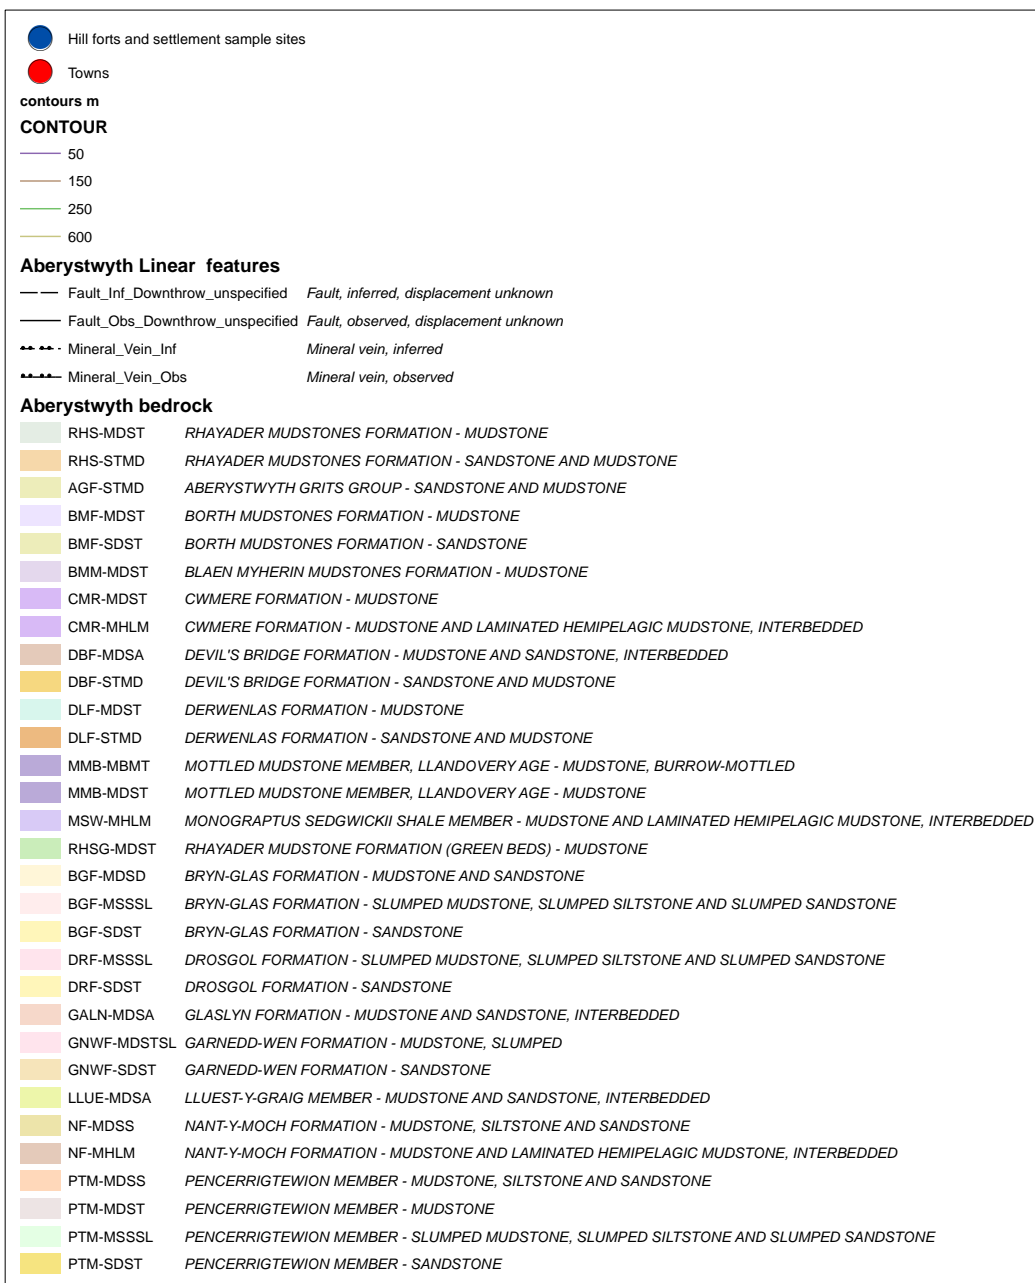 Hill forts and settlement sample sites
Towns
contours m
CONTOUR
50
150
250
600
Aberystwyth Linear features
Fault_Inf_Downthrow_unspecified Fault, inferred, displacement unknown
Fault_Obs_Downthrow_unspecified Fault, observed, displacement unknown
Mineral_Vein_Inf Mineral vein, inferred
Mineral_Vein_Obs Mineral vein, observed
Aberystwyth bedrock
RHS-MDST RHAYADER MUDSTONES FORMATION - MUDSTONE
RHS-STMD RHAYADER MUDSTONES FORMATION - SANDSTONE AND MUDSTONE
AGF-STMD ABERYSTWYTH GRITS GROUP - SANDSTONE AND MUDSTONE
BMF-MDST BORTH MUDSTONES FORMATION - MUDSTONE
BMF-SDST BORTH MUDSTONES FORMATION - SANDSTONE
BMM-MDST BLAEN MYHERIN MUDSTONES FORMATION - MUDSTONE
CMR-MDST CWMERE FORMATION - MUDSTONE
CMR-MHLM CWMERE FORMATION - MUDSTONE AND LAMINATED HEMIPELAGIC MUDSTONE, INTERBEDDED
DBF-MDSA DEVIL'S BRIDGE FORMATION - MUDSTONE AND SANDSTONE, INTERBEDDED
DBF-STMD DEVIL'S BRIDGE FORMATION - SANDSTONE AND MUDSTONE
DLF-MDST DERWENLAS FORMATION - MUDSTONE
DLF-STMD DERWENLAS FORMATION - SANDSTONE AND MUDSTONE
MMB-MBMT MOTTLED MUDSTONE MEMBER, LLANDOVERY AGE - MUDSTONE, BURROW-MOTTLED
MMB-MDST MOTTLED MUDSTONE MEMBER, LLANDOVERY AGE - MUDSTONE
MSW-MHLM MONOGRAPTUS SEDGWICKII SHALE MEMBER - MUDSTONE AND LAMINATED HEMIPELAGIC MUDSTONE, INTERBEDDED
RHSG-MDST RHAYADER MUDSTONE FORMATION (GREEN BEDS) - MUDSTONE
BGF-MDSD BRYN-GLAS FORMATION - MUDSTONE AND SANDSTONE
BGF-MSSSL BRYN-GLAS FORMATION - SLUMPED MUDSTONE, SLUMPED SILTSTONE AND SLUMPED SANDSTONE
BGF-SDST BRYN-GLAS FORMATION - SANDSTONE
DRF-MSSSL DROSGOL FORMATION - SLUMPED MUDSTONE, SLUMPED SILTSTONE AND SLUMPED SANDSTONE
DRF-SDST DROSGOL FORMATION - SANDSTONE
GALN-MDSA GLASLYN FORMATION - MUDSTONE AND SANDSTONE, INTERBEDDED
GNWF-MDSTSL GARNEDD-WEN FORMATION - MUDSTONE, SLUMPED
GNWF-SDST GARNEDD-WEN FORMATION - SANDSTONE
LLUE-MDSA LLUEST-Y-GRAIG MEMBER - MUDSTONE AND SANDSTONE, INTERBEDDED
NF-MDSS NANT-Y-MOCH FORMATION - MUDSTONE, SILTSTONE AND SANDSTONE
NF-MHLM NANT-Y-MOCH FORMATION - MUDSTONE AND LAMINATED HEMIPELAGIC MUDSTONE, INTERBEDDED
PTM-MDSS PENCERRIGTEWION MEMBER - MUDSTONE, SILTSTONE AND SANDSTONE
PTM-MDST PENCERRIGTEWION MEMBER - MUDSTONE
PTM-MSSSL PENCERRIGTEWION MEMBER - SLUMPED MUDSTONE, SLUMPED SILTSTONE AND SLUMPED SANDSTONE
PTM-SDST PENCERRIGTEWION MEMBER - SANDSTONE